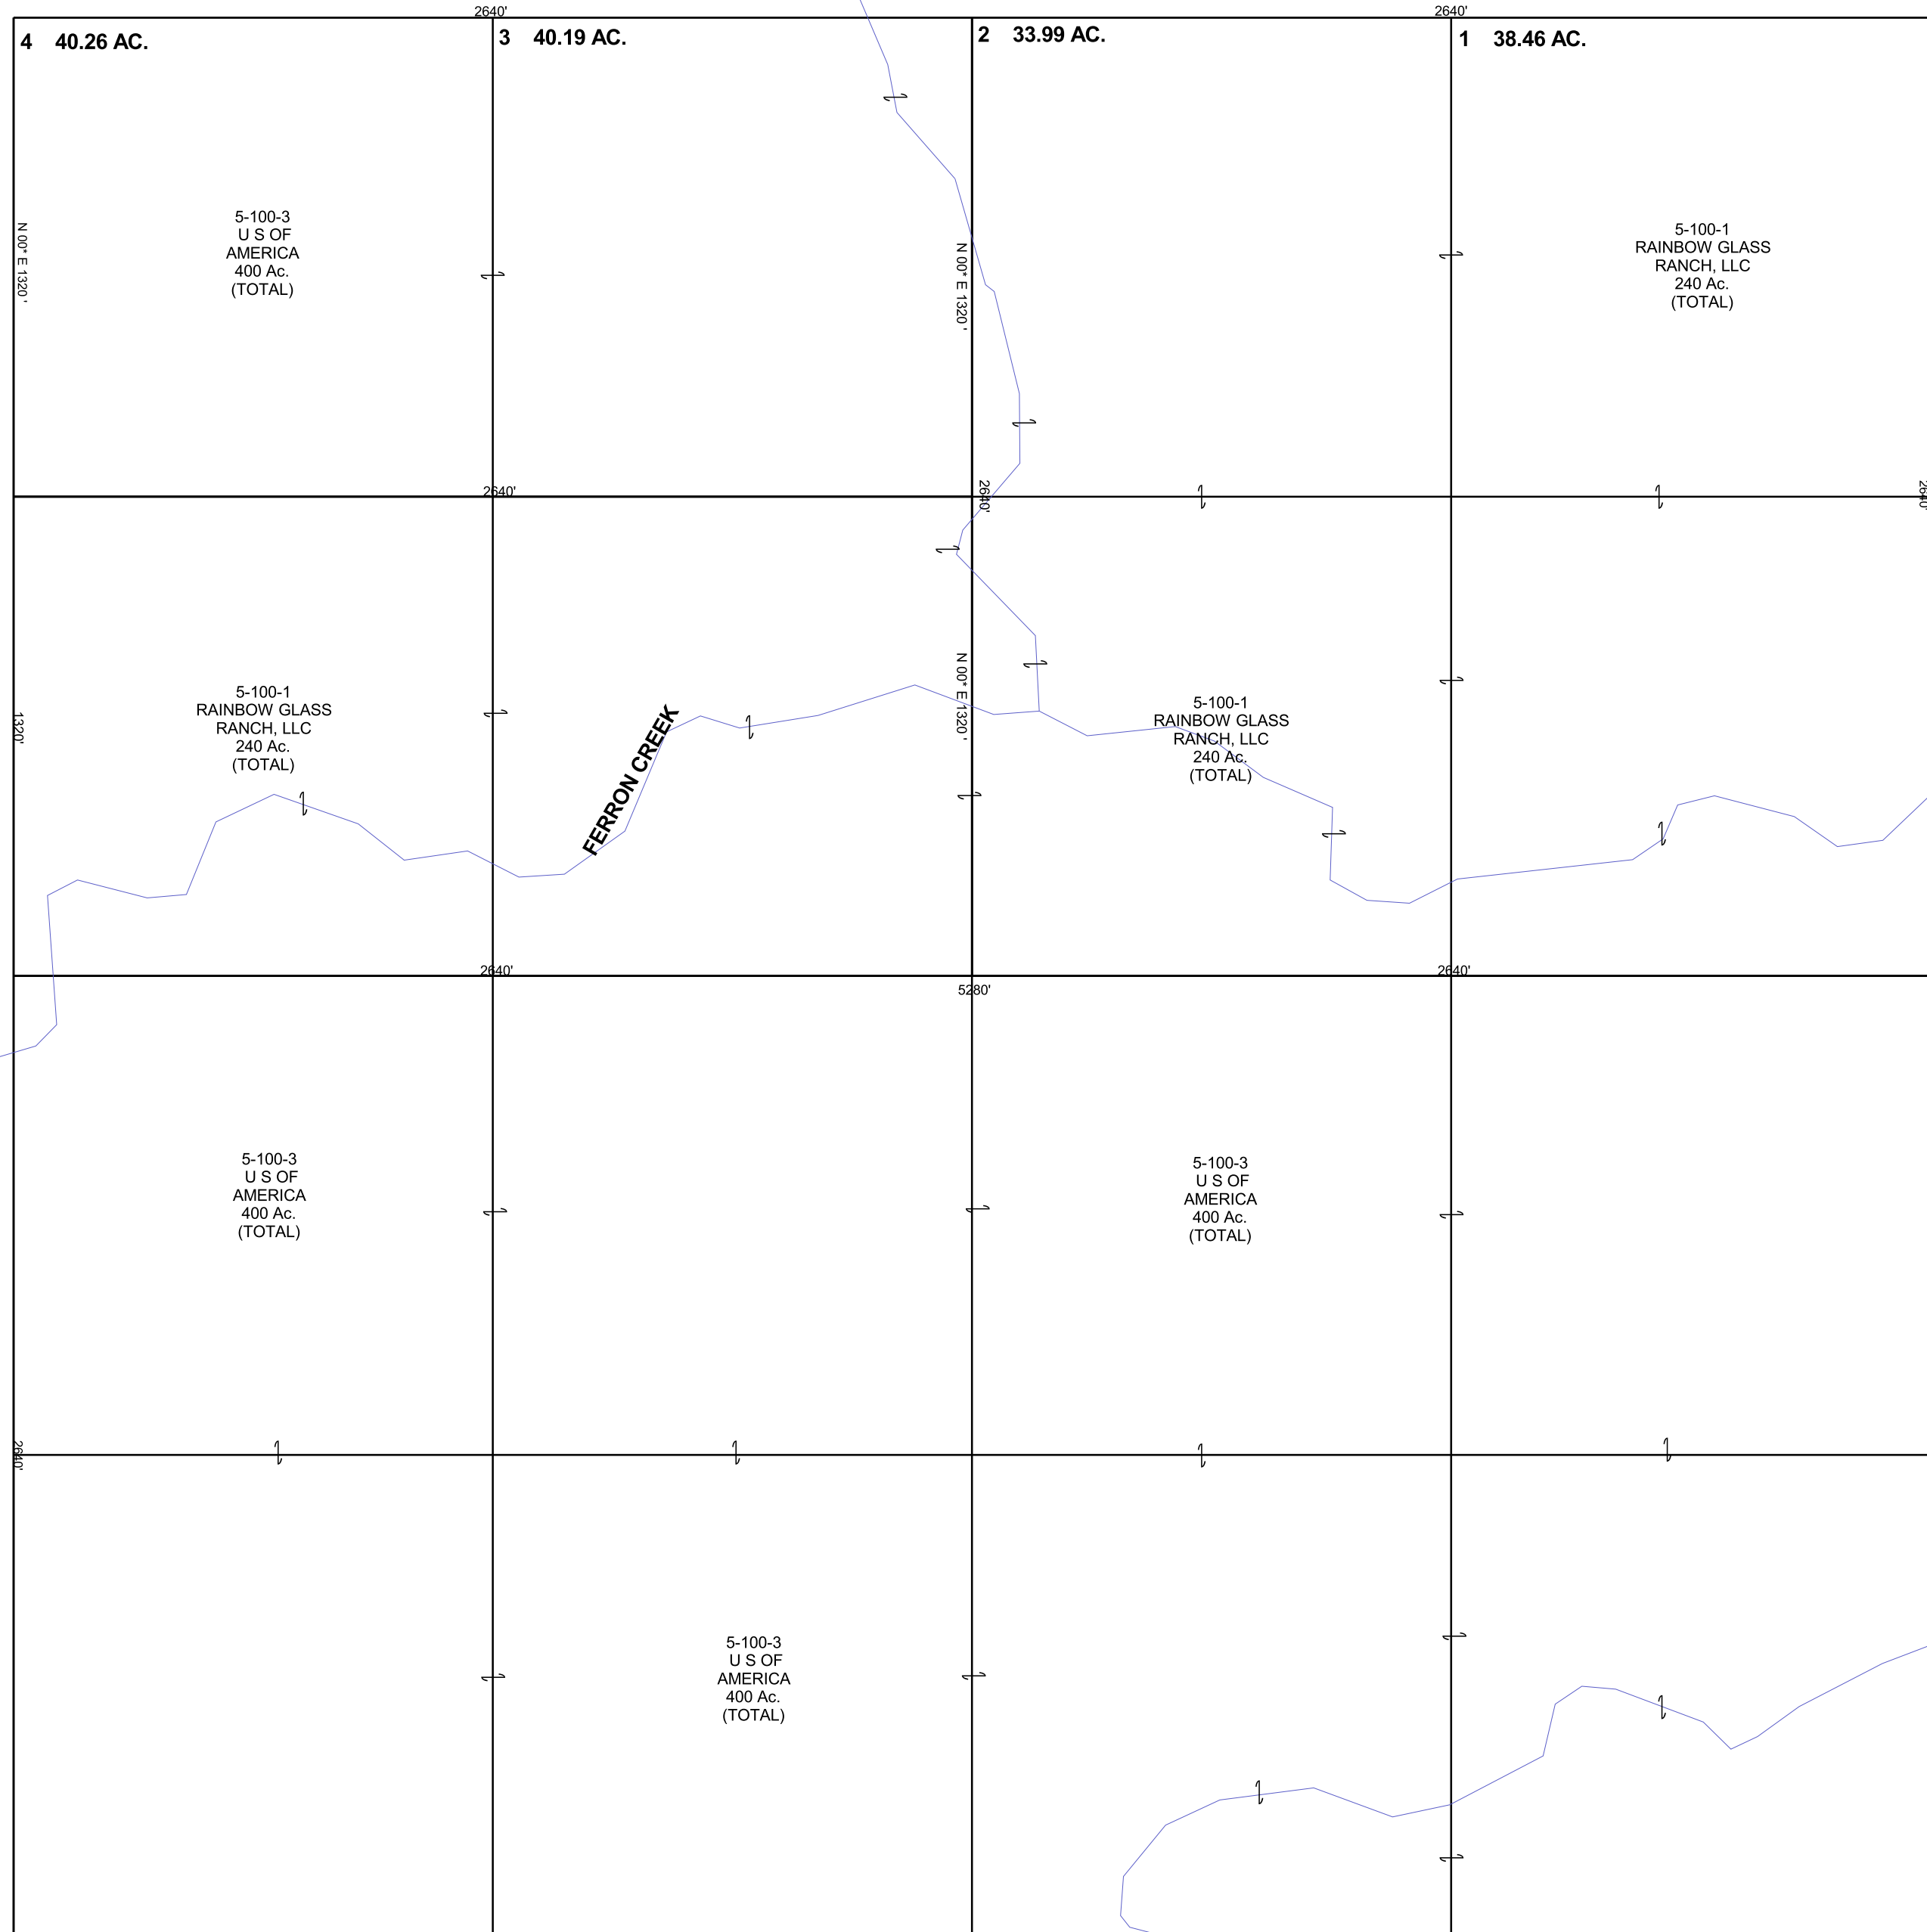 2640'
2640'
4 40.26 AC.
3 40.19 AC.
2 33.99 AC.
1 38.46 AC.
N 00° E 1320 '
5-100-3
U S OF
AMERICA
400 Ac.
(TOTAL)
N 00° E 1320 '
5-100-1
RAINBOW GLASS
RANCH, LLC
240 Ac.
(TOTAL)
2640'
2640'
2640'
1320'
5-100-1
RAINBOW GLASS
RANCH, LLC
240 Ac.
(TOTAL)
FERRON CREEK
N 00° E 1320 '
5-100-1
RAINBOW GLASS
RANCH, LLC
240 Ac.
(TOTAL)
2640'
5280'
2640'
5-100-3
U S OF
AMERICA
400 Ac.
(TOTAL)
5-100-3
U S OF
AMERICA
400 Ac.
(TOTAL)
2640'
5-100-3
U S OF
AMERICA
400 Ac.
(TOTAL)